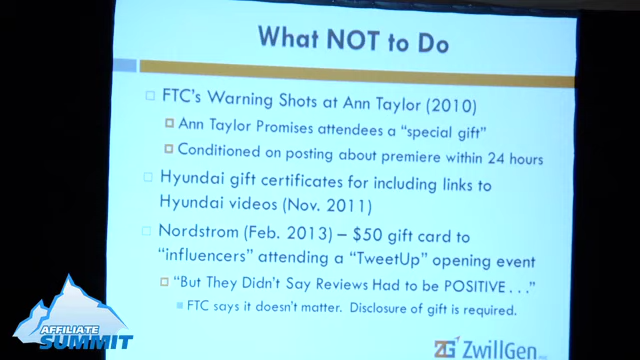 What NOT to Do
FTC's Warning Shots at Ann Taylor (2010)
Ann Taylor Promises attendees a "special gift"
Conditioned on posting about premiere within 24 hours
Hyundai gift certificates for including links to
Hyundai videos (Nov. 2011)
Nordstrom (Feb. 2013) – $50 gift card to
"influencers" attending a "TweetUp" opening event
"But They Didn't Say Reviews Had to be POSITIVE . . ."
FTC says it doesn't matter. Disclosure of gift is required.
AFFILIATE
SUMMIT
ZG ZwillGen